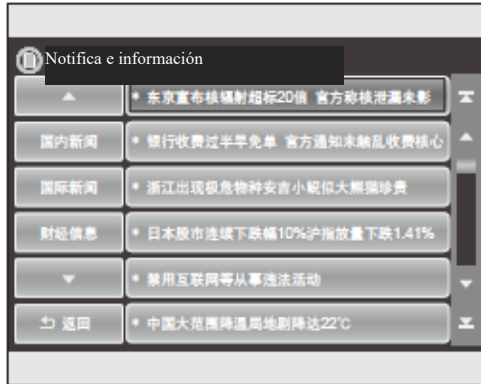 Notifica e información
* 东京宣布核辐射超标20倍 官方称核泄漏未影
国内新闻
* 银行收费过半早免单 官方通知未触乱收费核心
国际新闻
* 浙江出现极危物种安吉小鲵似大熊猫珍贵
财经信息
* 日本股市连续下跌幅10%沪指放量下跌1.41%
* 禁用互联网等从事违法活动
返回
* 中国大范围降温局地剧降达22℃